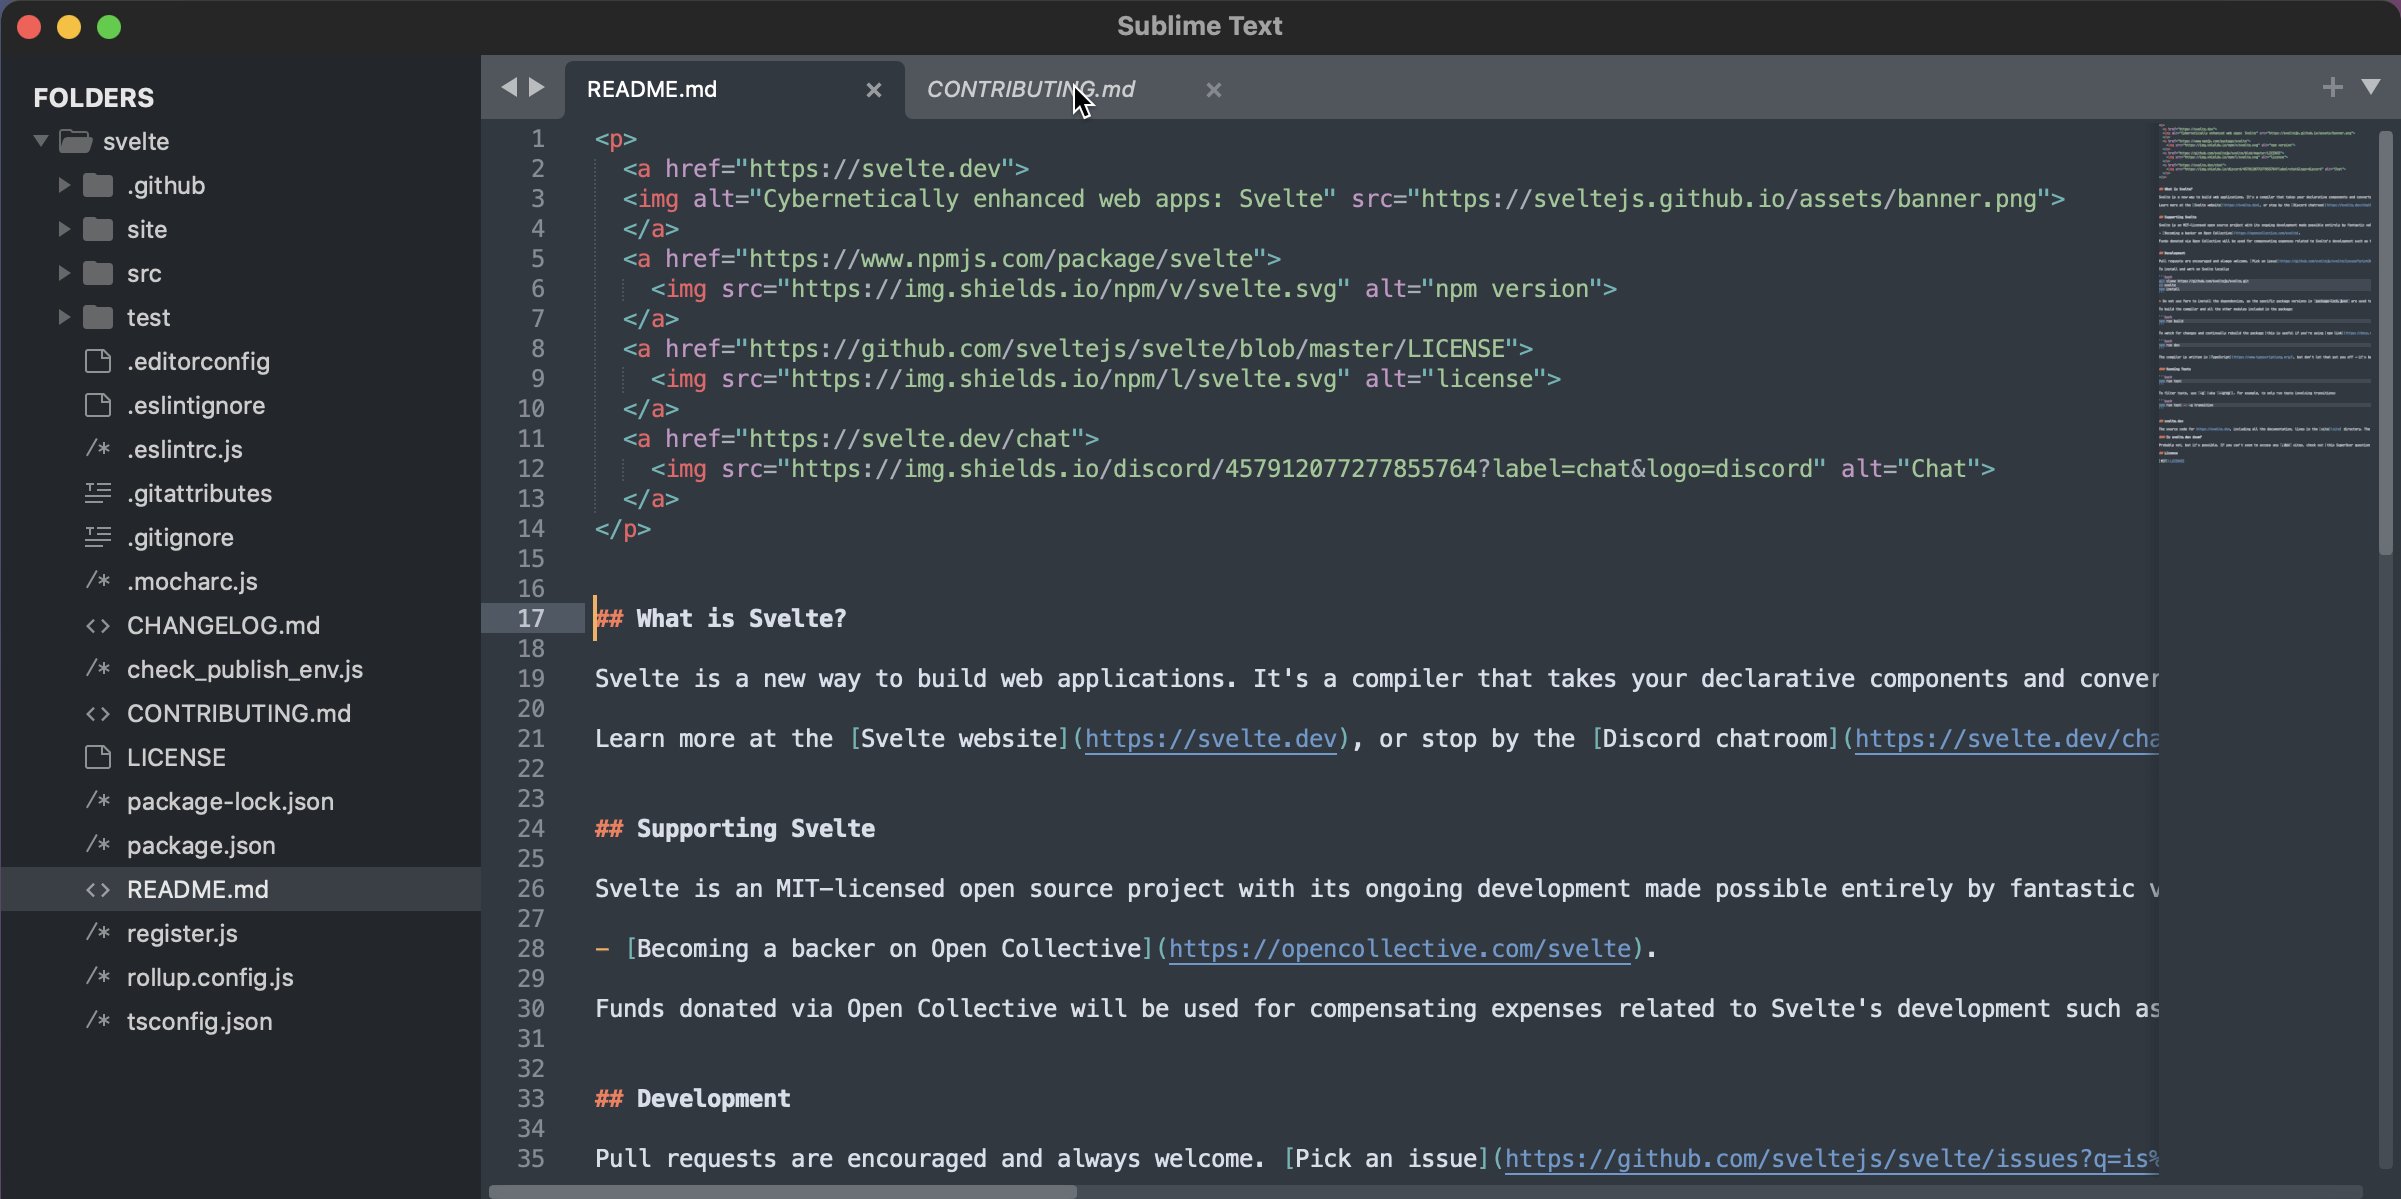 Sublime Text
FOLDERS
svelte
.github
site
src
test
.editorconfig
.eslintignore
/* .eslintrc.js
.gitattributes
.gitignore
/* .mocharc.js
<> CHANGELOG.md
/* check_publish_env.js
<> CONTRIBUTING.md
LICENSE
/* package-lock.json
/* package.json
<> README.md
/* register.js
/* rollup.config.js
/* tsconfig.json
README.md × CONTRIBUTING.md ×
1 <p>
2 <a href="https://svelte.dev">
3 <img alt="Cybernetically enhanced web apps: Svelte" src="https://sveltejs.github.io/assets/banner.png">
4 </a>
5 <a href="https://www.npmjs.com/package/svelte">
6 <img src="https://img.shields.io/npm/v/svelte.svg" alt="npm version">
7 </a>
8 <a href="https://github.com/sveltejs/svelte/blob/master/LICENSE">
9 <img src="https://img.shields.io/npm/l/svelte.svg" alt="license">
10 </a>
11 <a href="https://svelte.dev/chat">
12 <img src="https://img.shields.io/discord/457912077277855764?label=chat&logo=discord" alt="Chat">
13 </a>
14 </p>
15
16
17 ## What is Svelte?
18
19 Svelte is a new way to build web applications. It's a compiler that takes your declarative components and conver
20
21 Learn more at the [Svelte website](https://svelte.dev), or stop by the [Discord chatroom](https://svelte.dev/cha
22
23
24 ## Supporting Svelte
25
26 Svelte is an MIT-licensed open source project with its ongoing development made possible entirely by fantastic v
27
28 - [Becoming a backer on Open Collective](https://opencollective.com/svelte).
29
30 Funds donated via Open Collective will be used for compensating expenses related to Svelte's development such as
31
32
33 ## Development
34
35 Pull requests are encouraged and always welcome. [Pick an issue](https://github.com/sveltejs/svelte/issues?q=is%